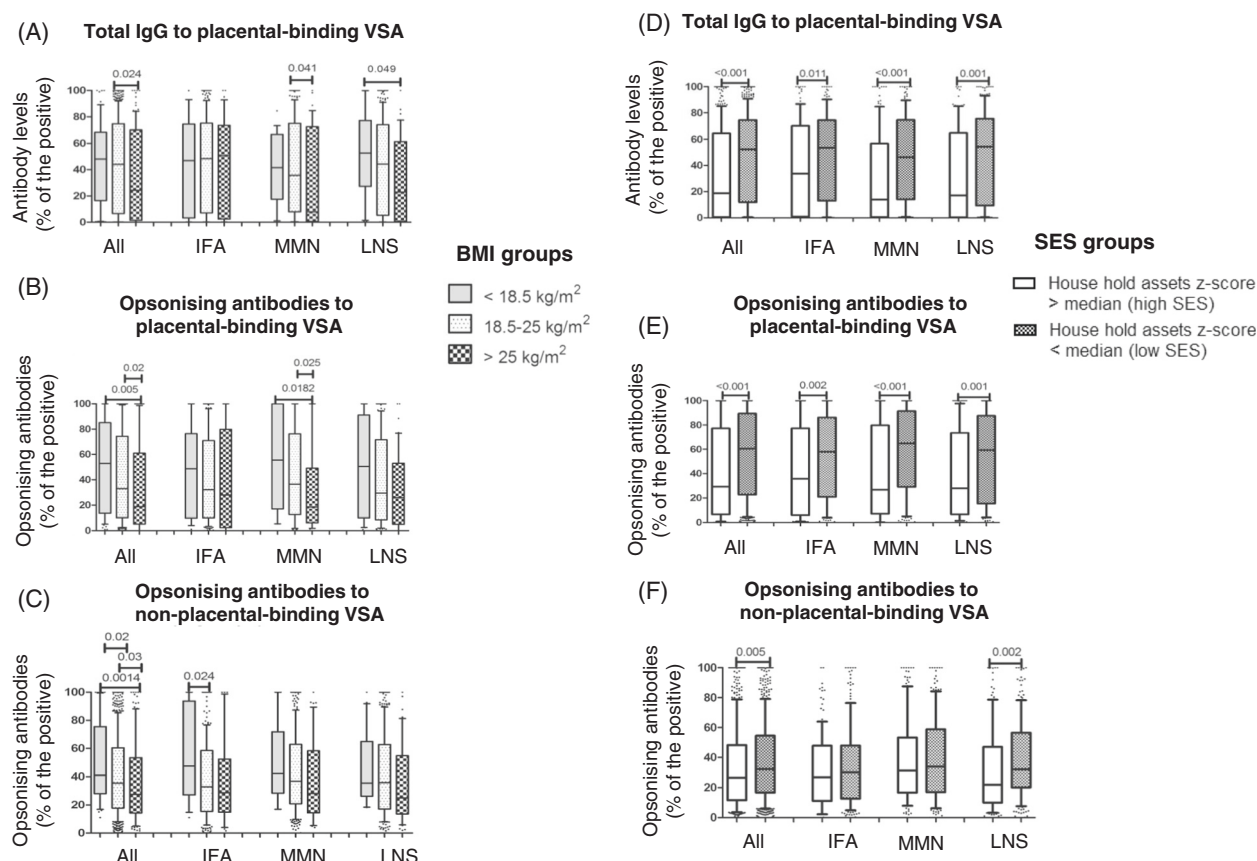 (A)
Total IgG to placental-binding VSA
Antibody levels
(% of the positive)
100
80
60
40
20
0
0.024
0.041
0.049
All IFA MMN LNS
(B)
Opsonising antibodies to
placental-binding VSA
Opsonising antibodies
(% of the positive)
100
80
60
40
20
0
0.02
0.005
0.025
0.0182
All IFA MMN LNS
(C)
Opsonising antibodies to
non-placental-binding VSA
Opsonising antibodies
(% of the positive)
100
80
60
40
20
0
0.02
0.03
0.0014
0.024
All IFA MMN LNS
BMI groups
< 18.5 kg/m²
18.5-25 kg/m²
> 25 kg/m²
(D)
Total IgG to placental-binding VSA
Antibody levels
(% of the positive)
100
80
60
40
20
0
<0.001
0.011
<0.001
0.001
All IFA MMN LNS
(E)
Opsonising antibodies to
placental-binding VSA
Opsonising antibodies
(% of the positive)
100
80
60
40
20
0
<0.001
0.002
<0.001
0.001
All IFA MMN LNS
(F)
Opsonising antibodies to
non-placental-binding VSA
Opsonising antibodies
(% of the positive)
100
80
60
40
20
0
0.005
0.002
All IFA MMN LNS
SES groups
House hold assets z-score
> median (high SES)
House hold assets z-score
< median (low SES)